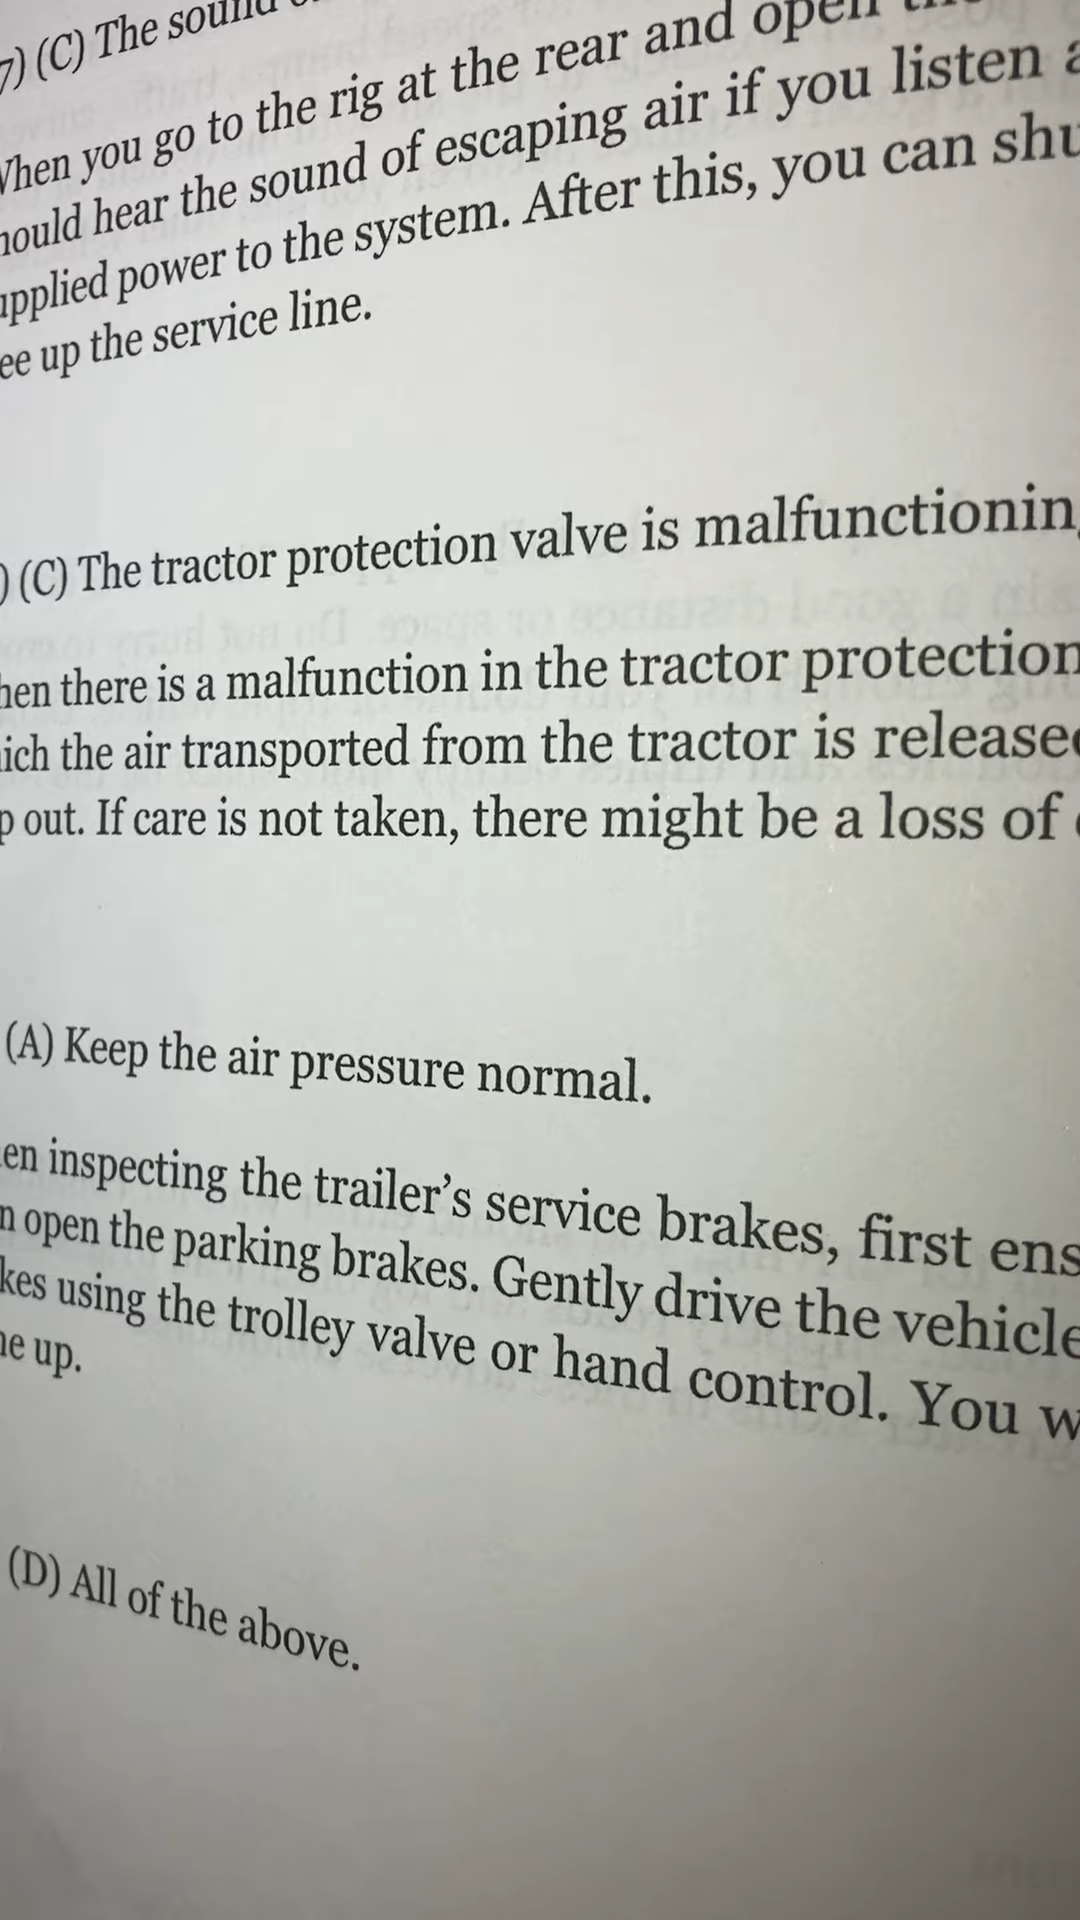 7) (C) The sound
When you go to the rig at the rear and open
hould hear the sound of escaping air if you listen
applied power to the system. After this, you can shu
ee up the service line.
) (C) The tractor protection valve is malfunctionin
hen there is a malfunction in the tractor protection
ich the air transported from the tractor is release
p out. If care is not taken, there might be a loss of
(A) Keep the air pressure normal.
en inspecting the trailer's service brakes, first ens
n open the parking brakes. Gently drive the vehicle
kes using the trolley valve or hand control. You w
e up.
(D) All of the above.